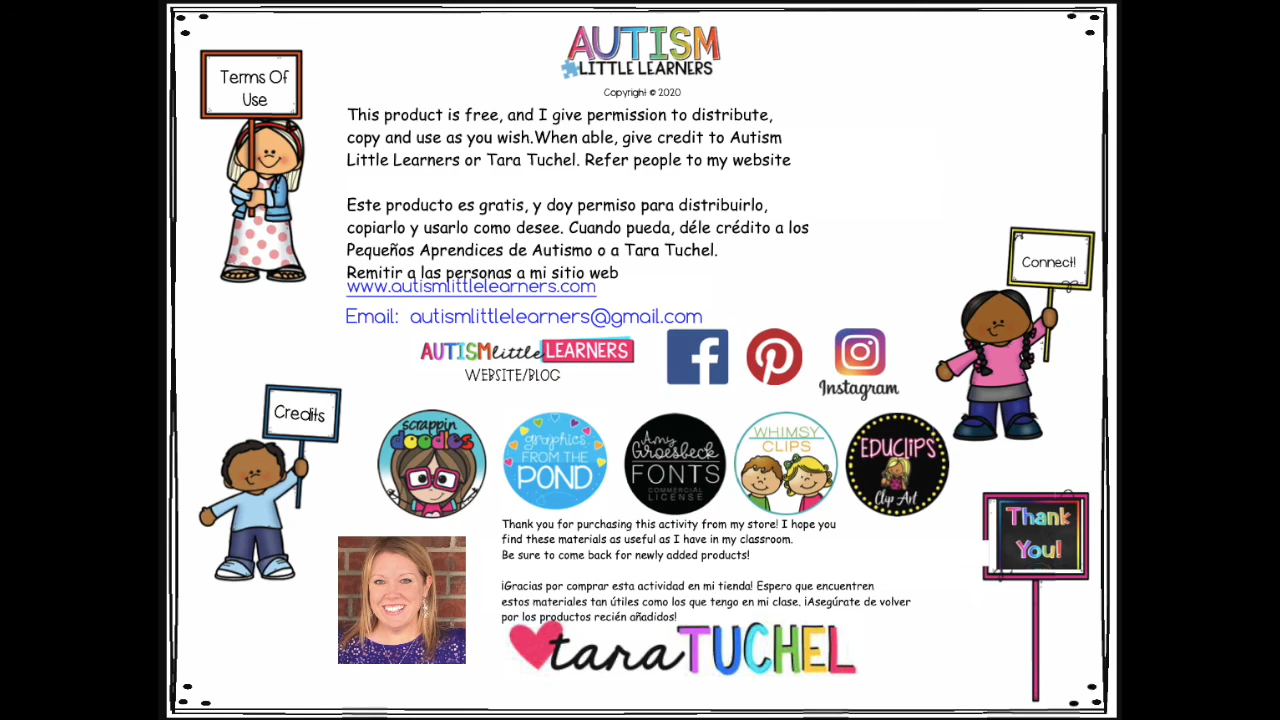 AUTISM
LITTLE LEARNERS
Copyright © 2020
Terms Of
Use
This product is free, and I give permission to distribute,
copy and use as you wish.When able, give credit to Autism
Little Learners or Tara Tuchel. Refer people to my website
Este producto es gratis, y doy permiso para distribuirlo,
copiarlo y usarlo como desee. Cuando pueda, déle crédito a los
Pequeños Aprendices de Autismo o a Tara Tuchel.
Remitir a las personas a mi sitio web
www.autismlittlelearners.com
Email: autismlittlelearners@gmail.com
Connect!
AUTISM little LEARNERS
WEBSITE/BLOG
Instagram
Credits
scrappin
doodles
graphics
FROM THE
POND
Amy
Groesbeck
FONTS
COMMERCIAL
LICENSE
WHIMSY
CLIPS
EDUCLIPS
Clip Art
Thank you for purchasing this activity from my store! I hope you
find these materials as useful as I have in my classroom.
Be sure to come back for newly added products!
¡Gracias por comprar esta actividad en mi tienda! Espero que encuentren
estos materiales tan útiles como los que tengo en mi clase. ¡Asegúrate de volver
por los productos recién añadidos!
tara TUCHEL
Thank
You!